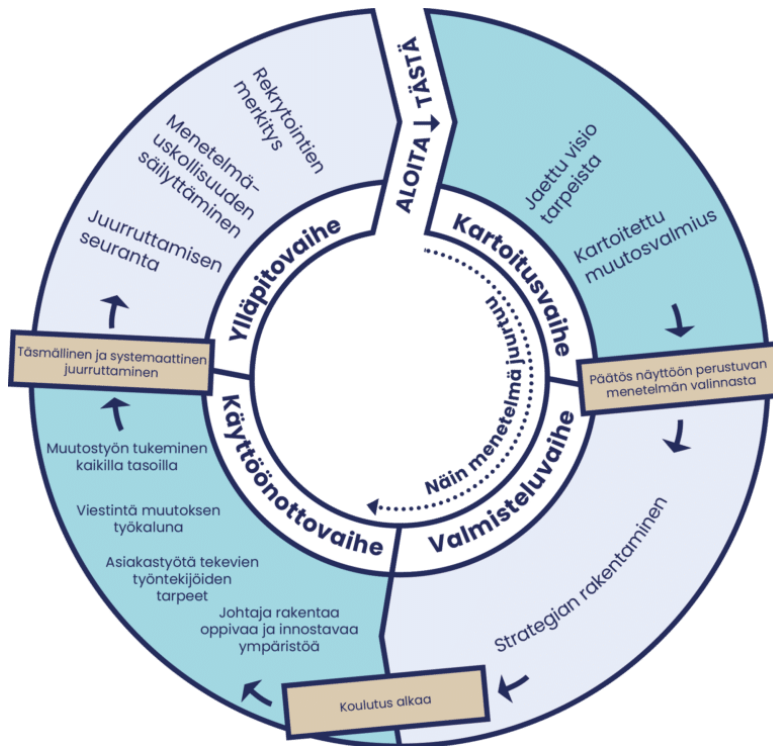 ALOITA TÄSTÄ
Kartoitusvaihe
Jaettu visio
tarpeista
Kartoitettu
muutosvalmius
Päätös näyttöön perustuvan
menetelmän valinnasta
Valmisteluvaihe
Strategian rakentaminen
Koulutus alkaa
Käyttöönottovaihe
Johtaja rakentaa
oppivaa ja innostavaa
ympäristöä
Asiakastyötä tekevien
työntekijöiden
tarpeet
Viestintä muutoksen
työkaluna
Muutostyön tukeminen
kaikilla tasoilla
Täsmällinen ja systemaattinen
juurruttaminen
Ylläpitovaihe
Juurruttamisen
seuranta
Menetelmä-
uskollisuuden
säilyttäminen
Rekrytointien
merkitys
Näin menetelmä juurtuu